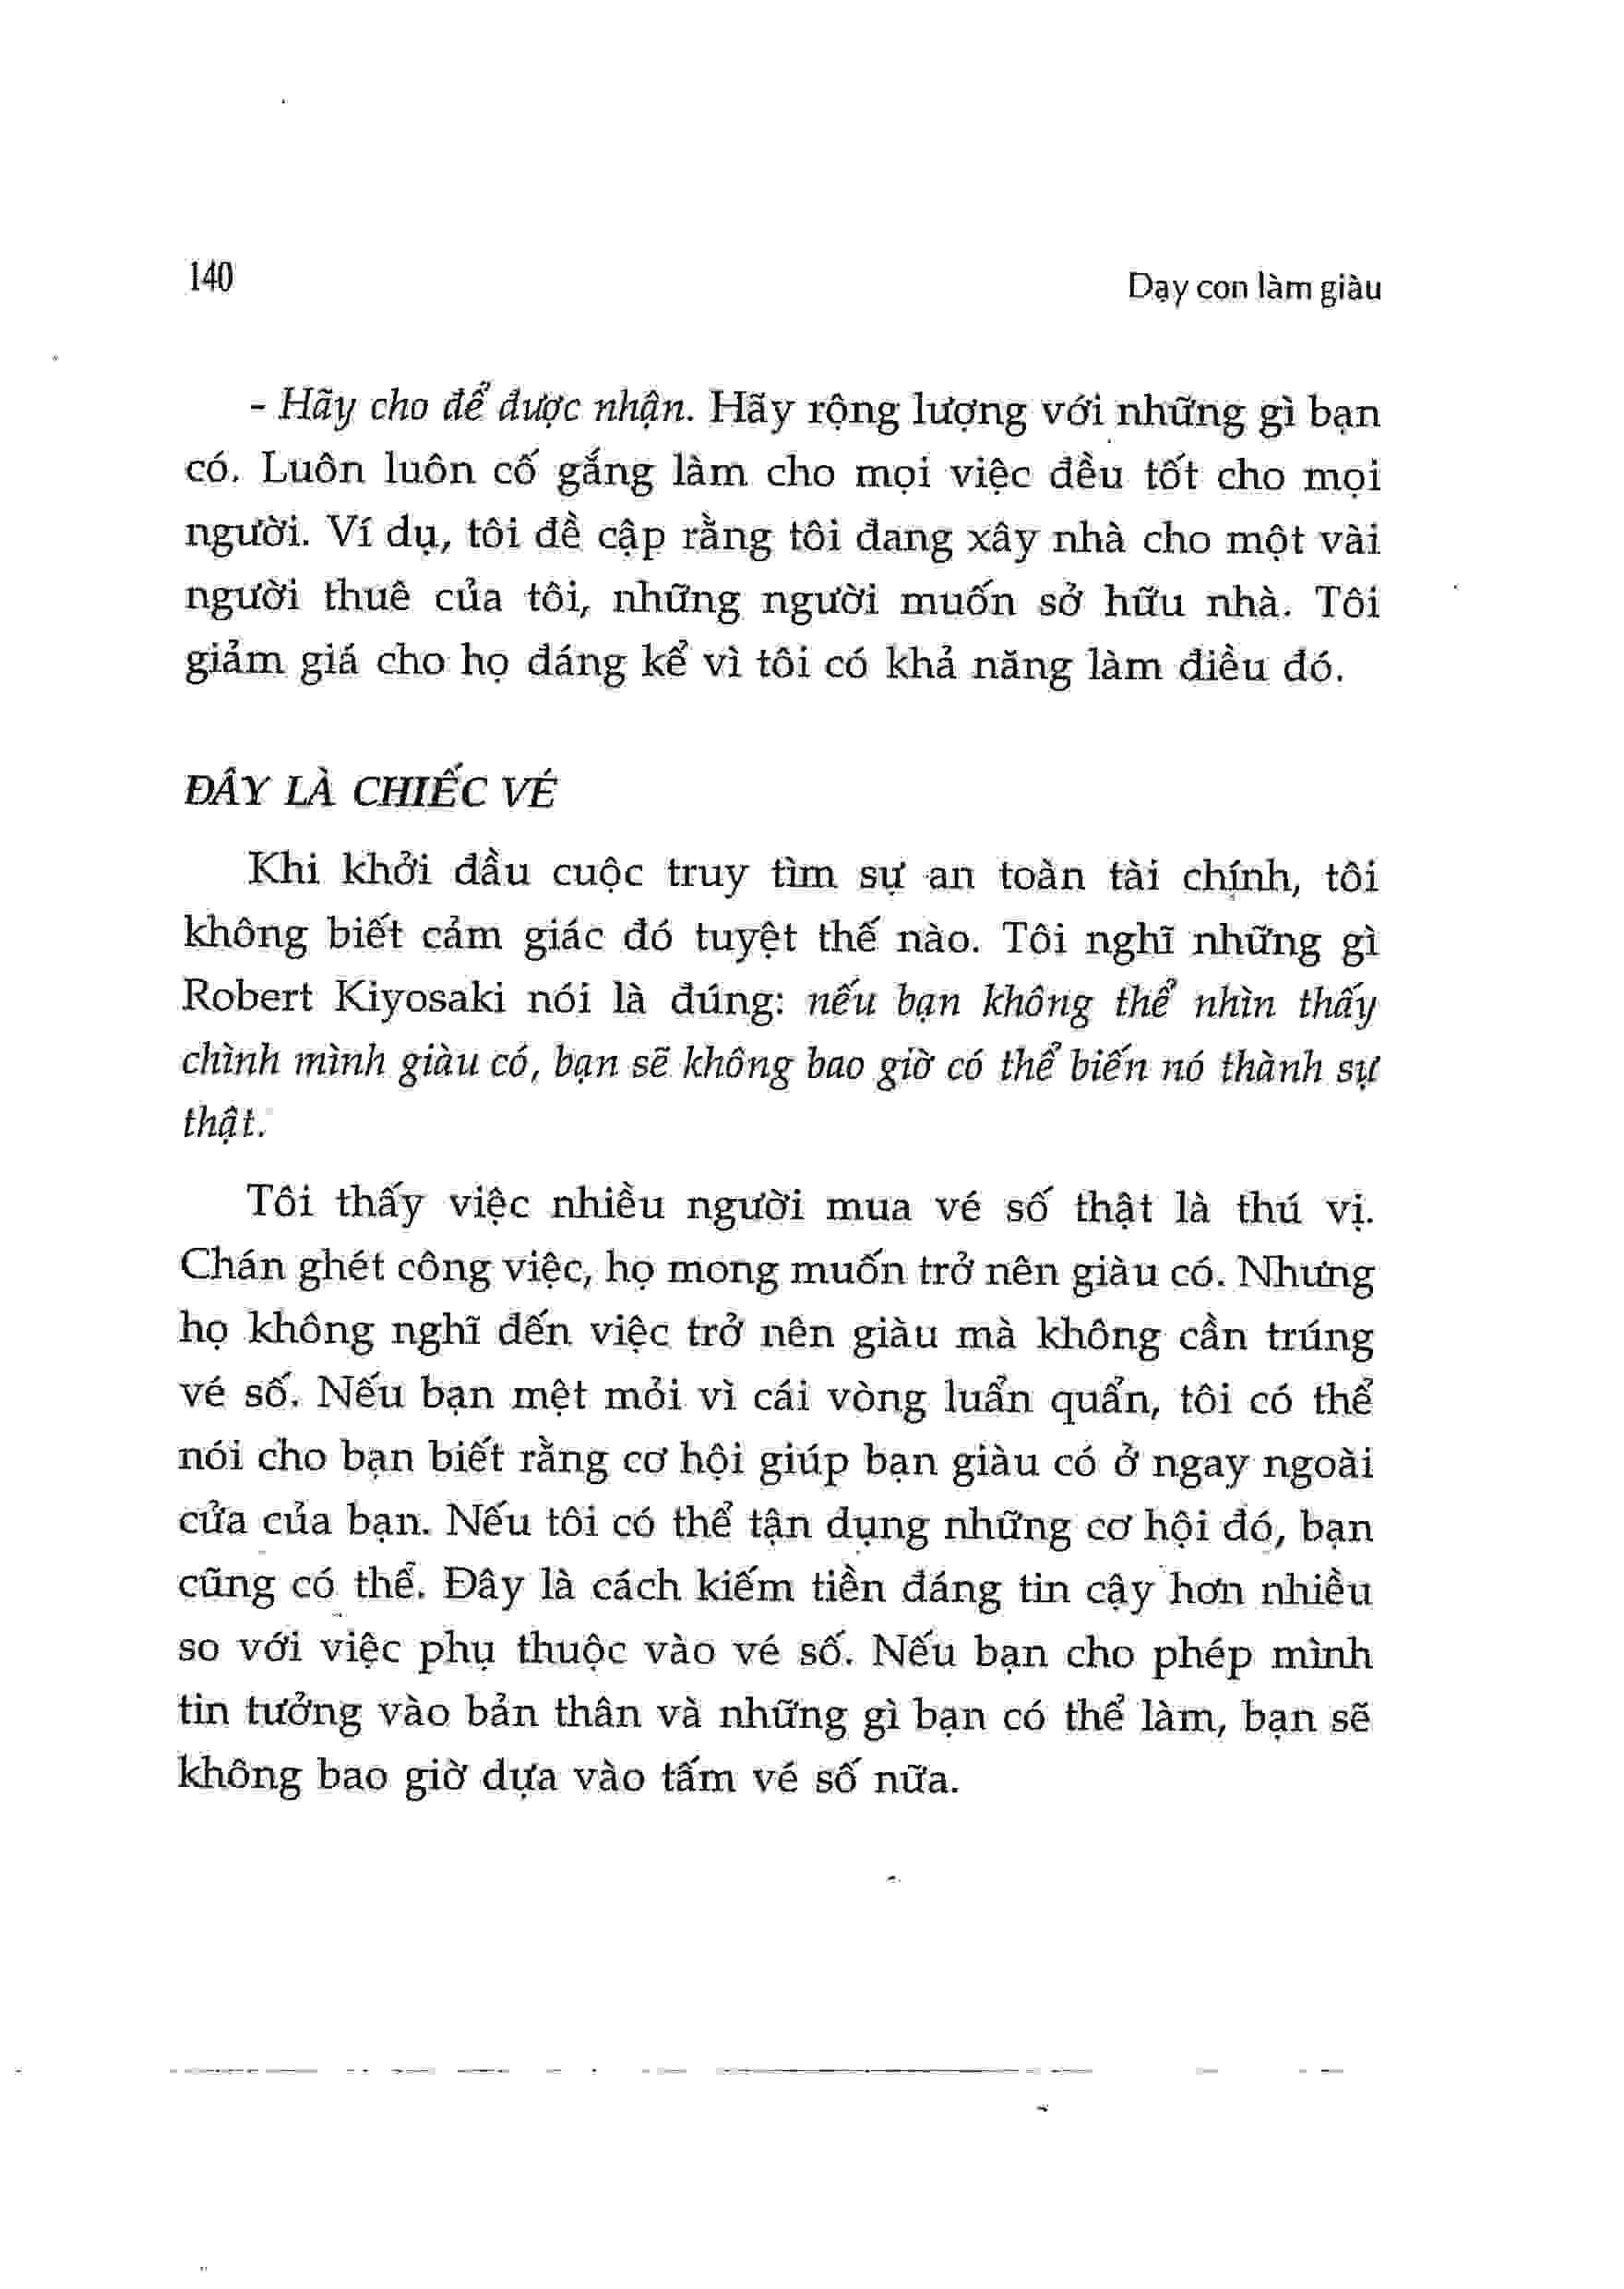 140
Dạy con làm giàu
- Hãy cho để được nhận. Hãy rộng lượng với những gì bạn
có. Luôn luôn cố gắng làm cho mọi việc đều tốt cho mọi
người. Ví dụ, tôi đề cập rằng tôi đang xây nhà cho một vài
người thuê của tôi, những người muốn sở hữu nhà. Tôi
giảm giá cho họ đáng kể vì tôi có khả năng làm điều đó.
ĐÂY LÀ CHIẾC VÉ
Khi khởi đầu cuộc truy tìm sự an toàn tài chính, tôi
không biết cảm giác đó tuyệt thế nào. Tôi nghĩ những gì
Robert Kiyosaki nói là đúng: nếu bạn không thể nhìn thấy
chình mình giàu có, bạn sẽ không bao giờ có thể biến nó thành sự
thật.
Tôi thấy việc nhiều người mua vé số thật là thú vị.
Chán ghét công việc, họ mong muốn trở nên giàu có. Nhưng
họ không nghĩ đến việc trở nên giàu mà không cần trúng
vé số. Nếu bạn mệt mỏi vì cái vòng luẩn quẩn, tôi có thể
nói cho bạn biết rằng cơ hội giúp bạn giàu có ở ngay ngoài
cửa của bạn. Nếu tôi có thể tận dụng những cơ hội đó, bạn
cũng có thể. Đây là cách kiếm tiền đáng tin cậy hơn nhiều
so với việc phụ thuộc vào vé số. Nếu bạn cho phép mình
tin tưởng vào bản thân và những gì bạn có thể làm, bạn sẽ
không bao giờ dựa vào tấm vé số nữa.